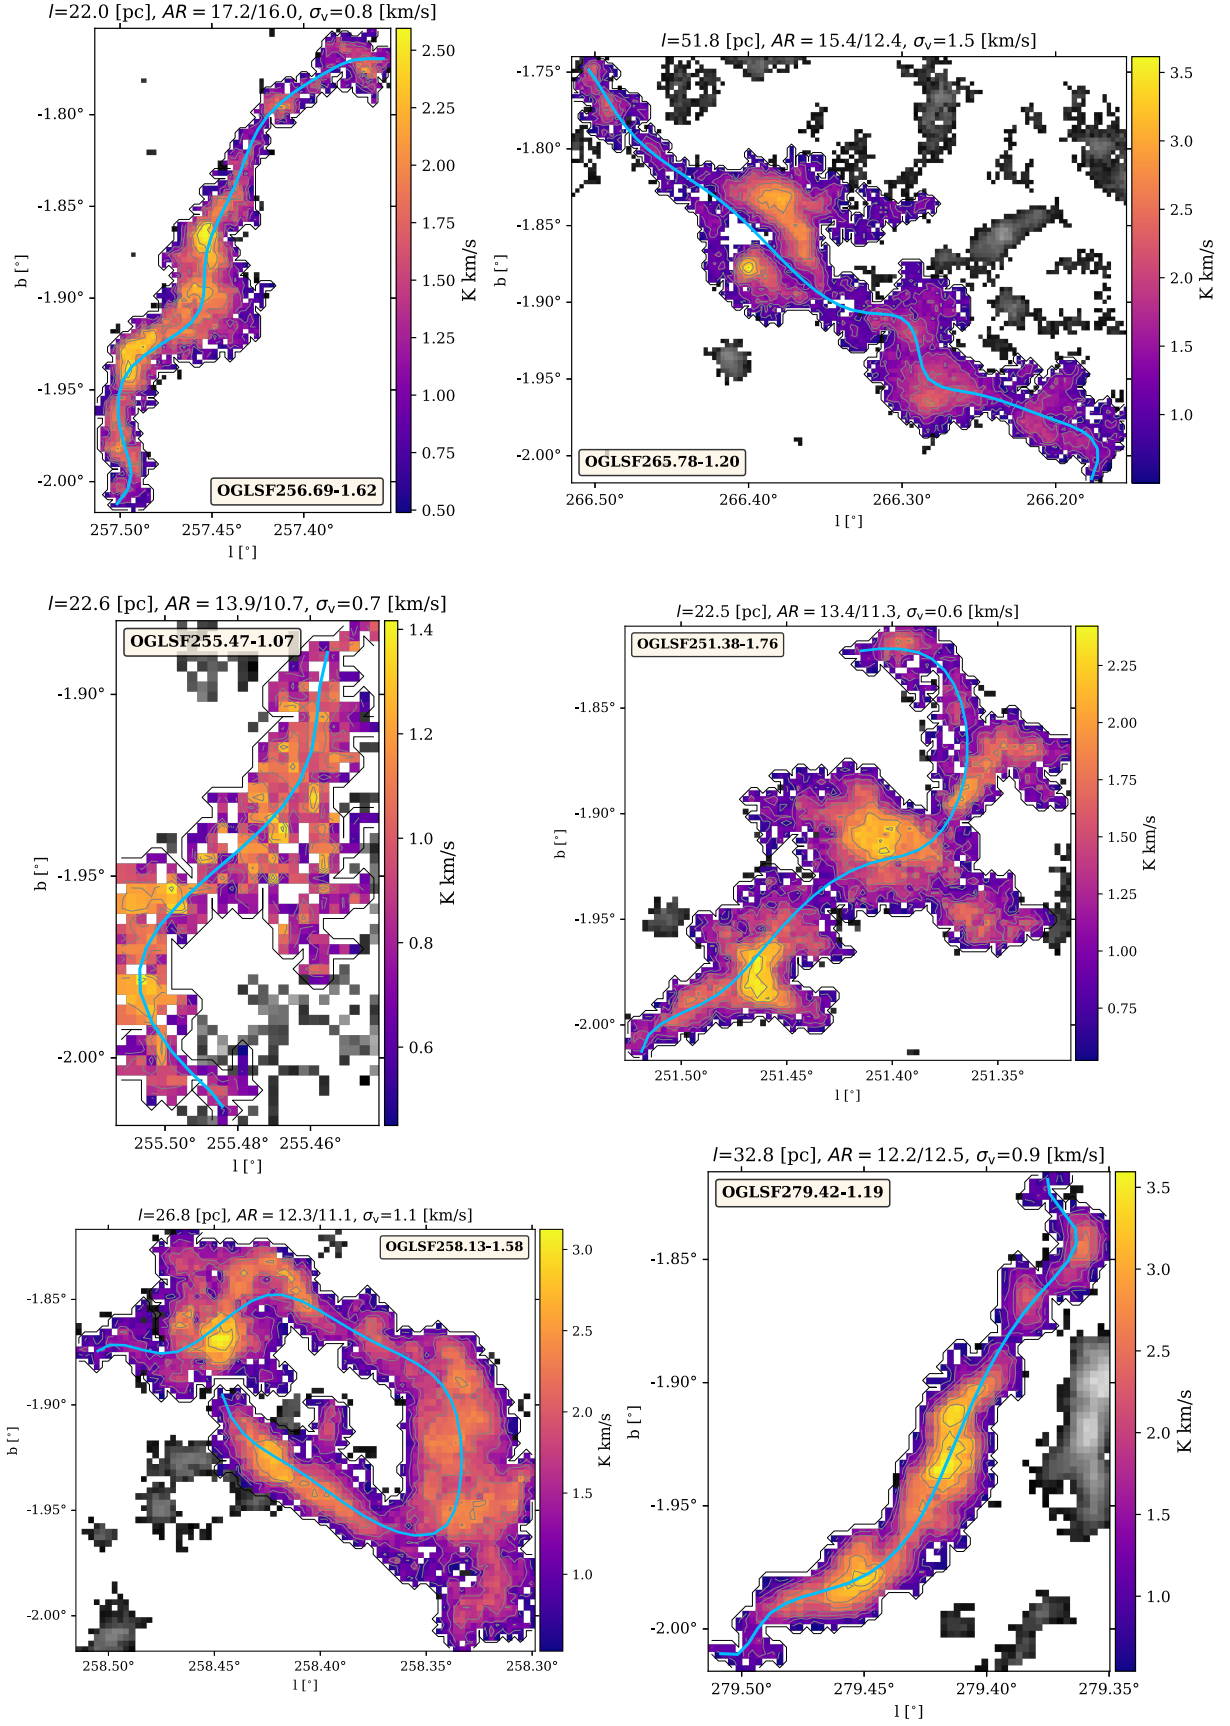 l=22.0 [pc], AR = 17.2/16.0, σv=0.8 [km/s]
2.50
2.25
2.00
1.75
1.50
1.25
1.00
0.75
0.50
K km/s
-1.80°
-1.85°
-1.90°
-1.95°
-2.00°
b [°]
OGLSF256.69-1.62
257.50° 257.45° 257.40°
l [°]
l=51.8 [pc], AR = 15.4/12.4, σv=1.5 [km/s]
3.5
3.0
2.5
2.0
1.5
1.0
K km/s
-1.75°
-1.80°
-1.85°
-1.90°
-1.95°
-2.00°
b [°]
OGLSF265.78-1.20
266.50° 266.40° 266.30° 266.20°
l [°]
l=22.6 [pc], AR = 13.9/10.7, σv=0.7 [km/s]
OGLSF255.47-1.07
1.4
1.2
1.0
0.8
0.6
K km/s
-1.90°
-1.95°
-2.00°
b [°]
255.50° 255.48° 255.46°
l [°]
l=22.5 [pc], AR = 13.4/11.3, σv=0.6 [km/s]
OGLSF251.38-1.76
2.25
2.00
1.75
1.50
1.25
1.00
0.75
K km/s
-1.85°
-1.90°
-1.95°
-2.00°
b [°]
251.50° 251.45° 251.40° 251.35°
l [°]
l=26.8 [pc], AR = 12.3/11.1, σv=1.1 [km/s]
OGLSF258.13-1.58
3.0
2.5
2.0
1.5
1.0
K km/s
-1.85°
-1.90°
-1.95°
-2.00°
b [°]
258.50° 258.45° 258.40° 258.35° 258.30°
l [°]
l=32.8 [pc], AR = 12.2/12.5, σv=0.9 [km/s]
OGLSF279.42-1.19
3.5
3.0
2.5
2.0
1.5
1.0
K km/s
-1.85°
-1.90°
-1.95°
-2.00°
b [°]
279.50° 279.45° 279.40° 279.35°
l [°]